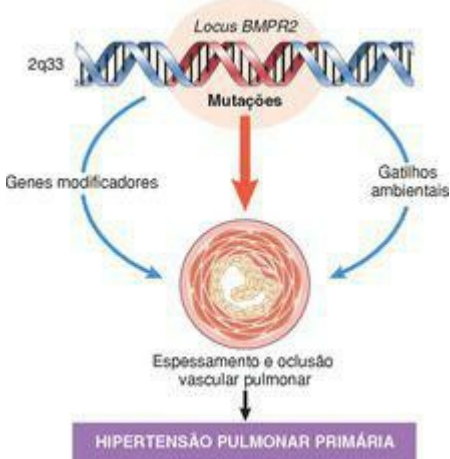 Locus BMPR2
2q33
Mutações
Genes modificadores
Gatilhos
ambientais
Espessamento e oclusão
vascular pulmonar
HIPERTENSÃO PULMONAR PRIMÁRIA